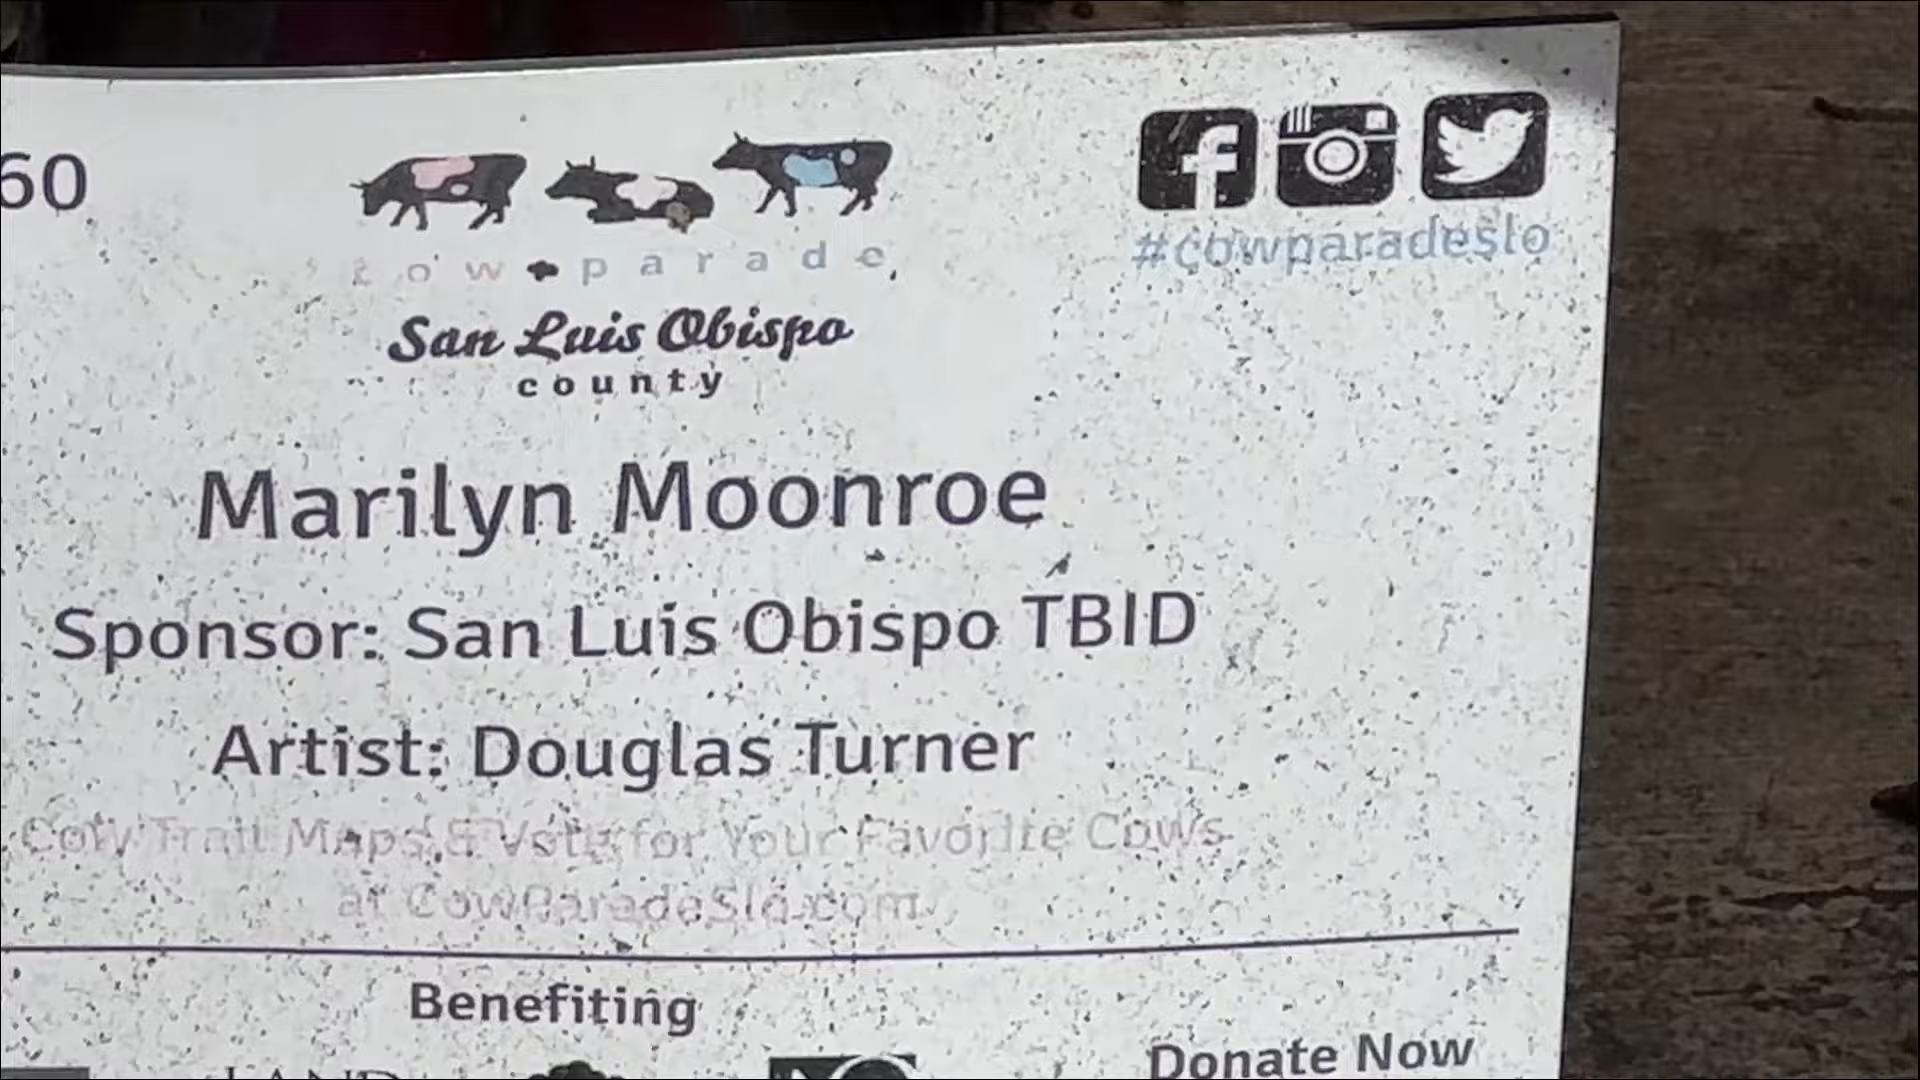 60
cow parade
#cowparadeslo
San Luis Obispo
county
Marilyn Moonroe
Sponsor: San Luis Obispo TBID
Artist: Douglas Turner
Cow Trail Maps & Vote for Your Favorite Cows
at CowParadeSlo.com
Benefiting
Donate Now
LAND